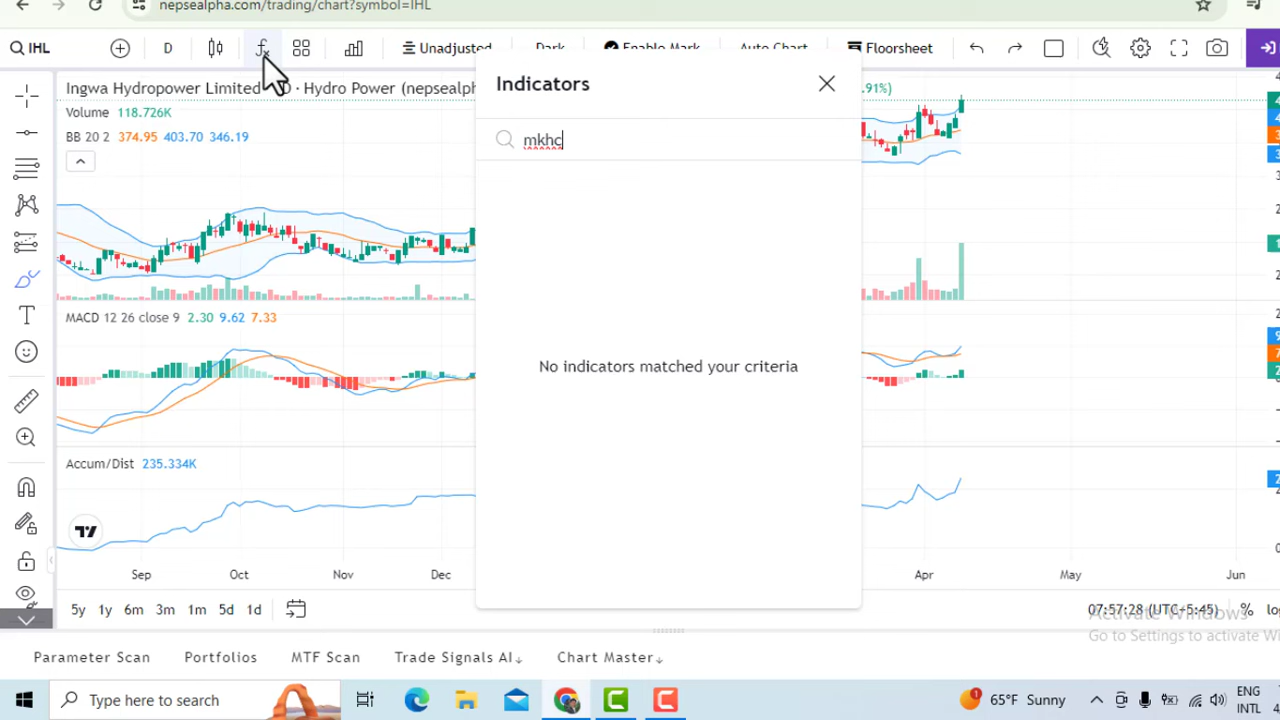 nepsealpha.com/trading/chart?symbol=IHL
IHL
D
Unadjusted
Dark
Enable Mark
Auto Chart
Floorsheet
Ingwa Hydropower Limited
Hydro Power (nepsealph
.91%)
Volume 118.726K
BB 20 2 374.95 403.70 346.19
Indicators
mkhc
No indicators matched your criteria
MACD 12 26 close 9 2.30 9.62 7.33
Accum/Dist 235.334K
Sep Oct Nov Dec Apr May Jun
5y 1y 6m 3m 1m 5d 1d
07:57:28 (UTC+5:45) % log
Activate Windows
Go to Settings to activate Wi
Parameter Scan Portfolios MTF Scan Trade Signals AI↓ Chart Master↓
Type here to search
65°F Sunny
ENG
INTL